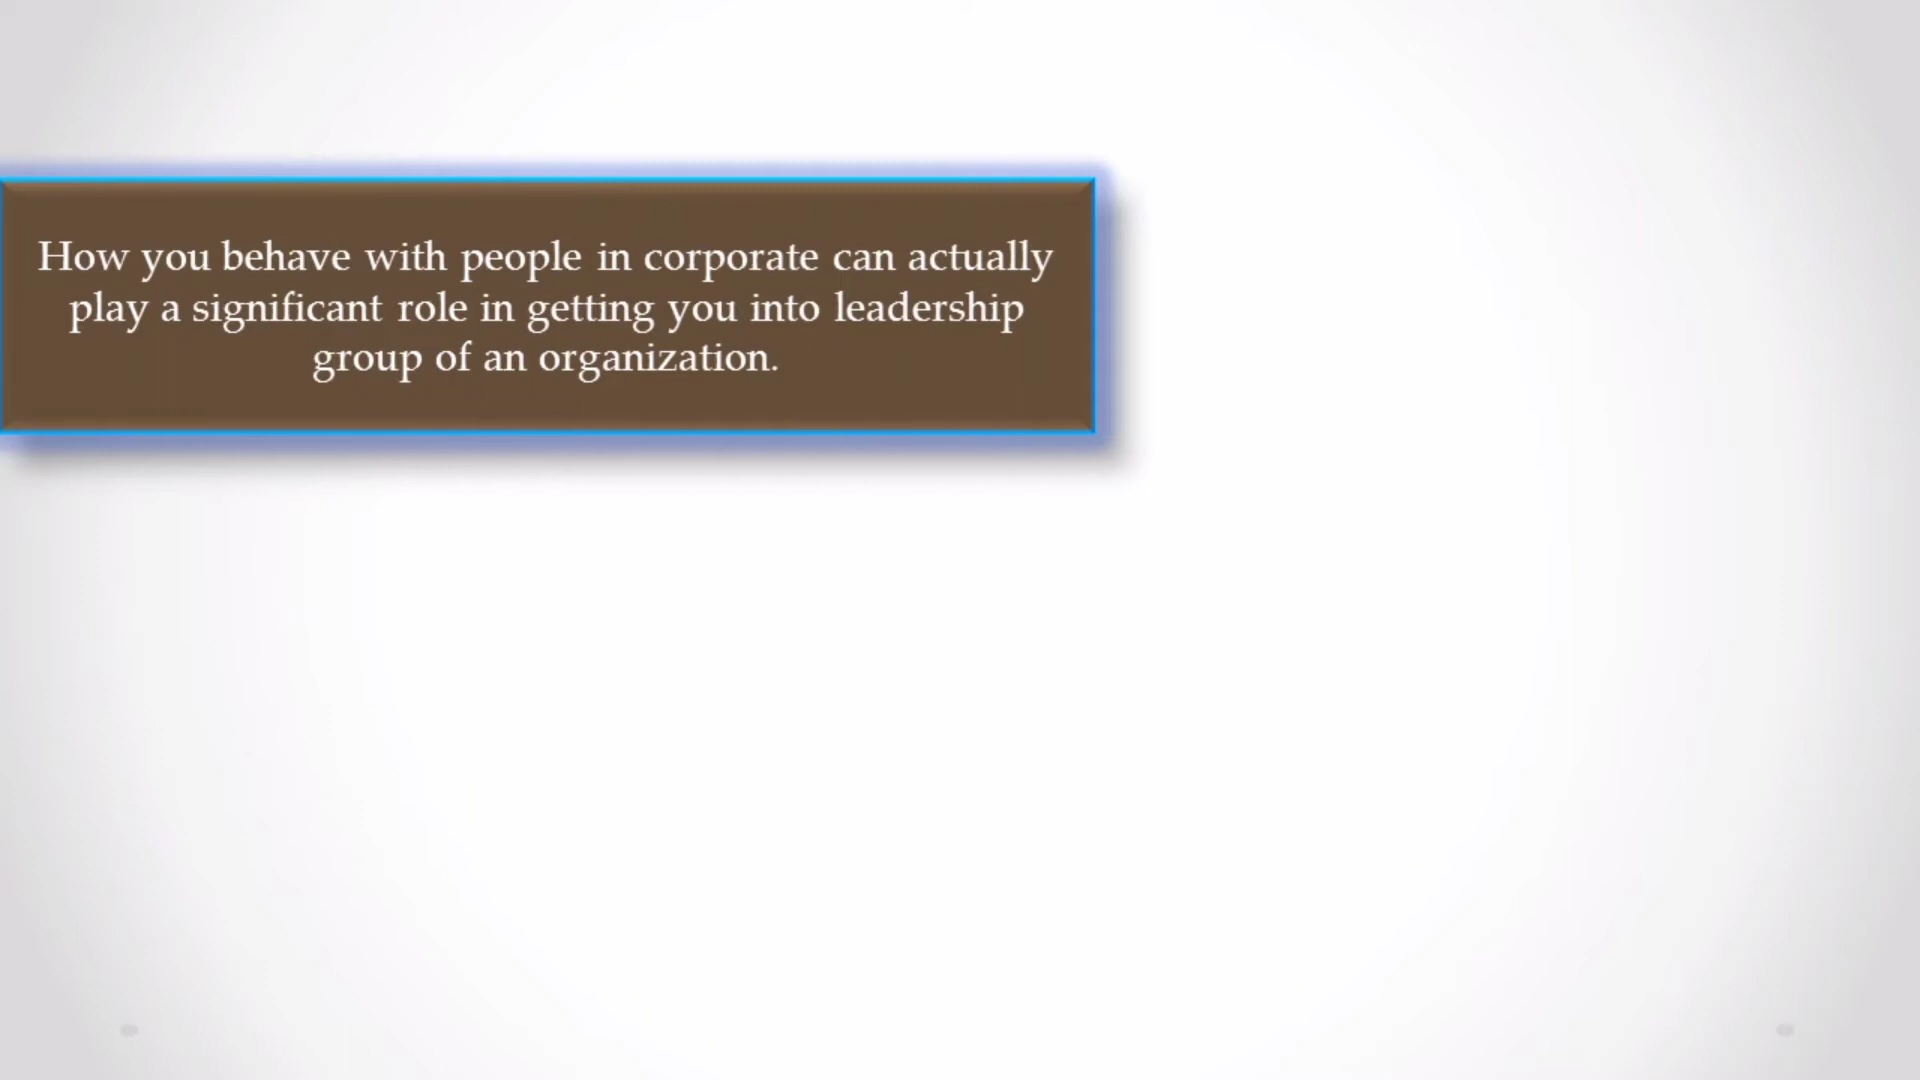 How you behave with people in corporate can actually
play a significant role in getting you into leadership
group of an organization.